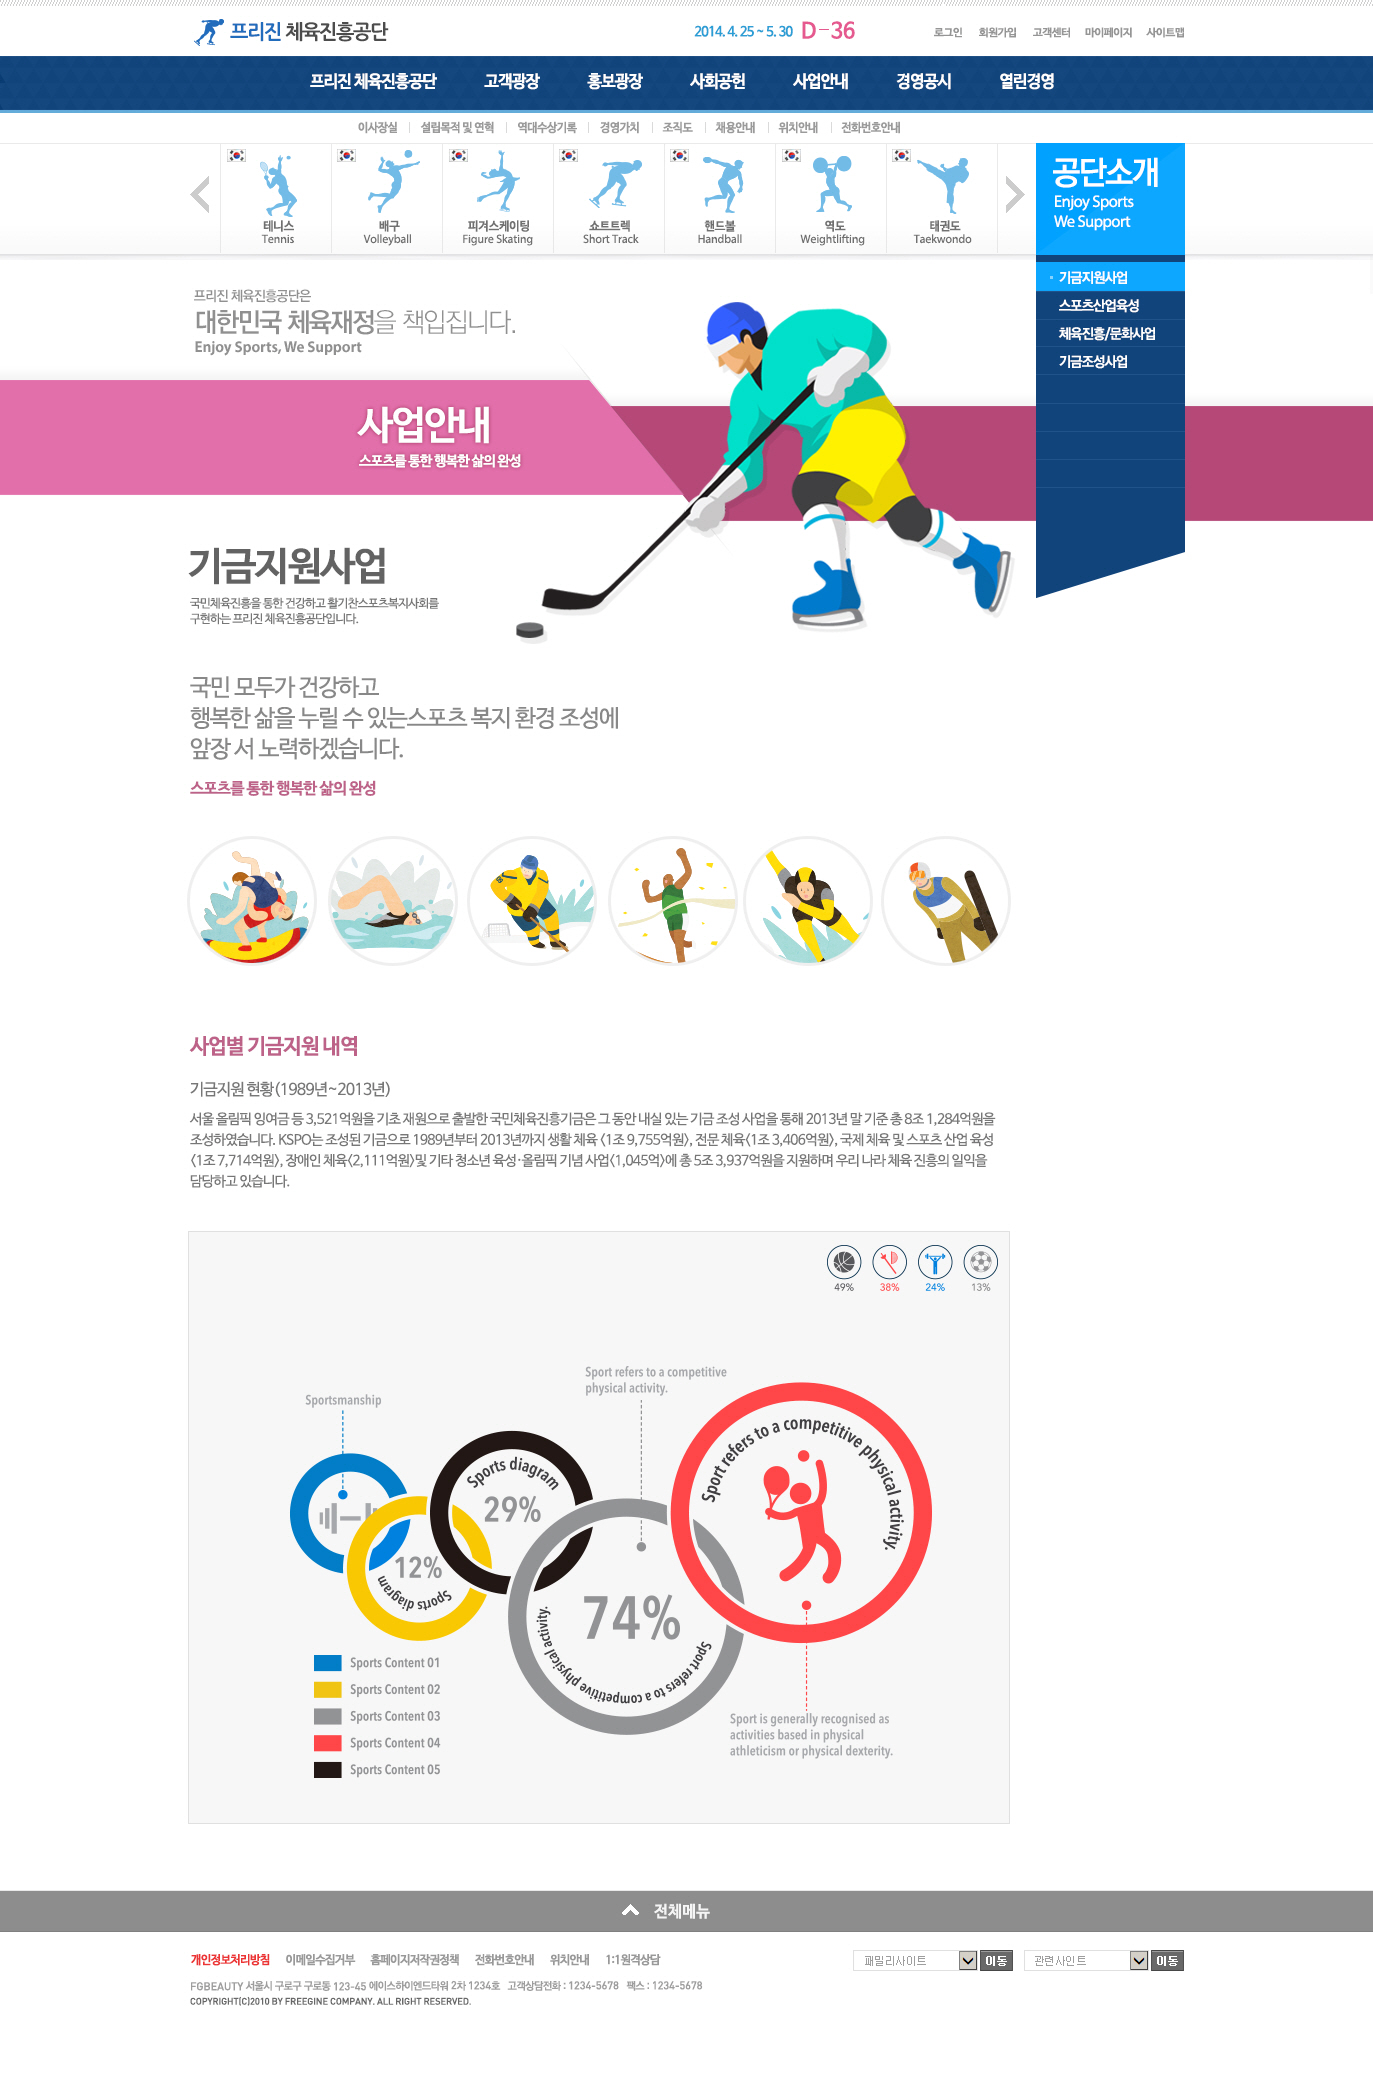 프리진 체육진흥공단
2014. 4. 25 ~ 5. 30 D-36
로그인 회원가입 고객센터 마이페이지 사이트맵
프리진 체육진흥공단 고객광장 홍보광장 사회공헌 사업안내 경영공시 열린경영
이사장실 설립목적 및 연혁 역대수상기록 경영가치 조직도 채용안내 위치안내 전화번호안내
테니스 배구 피겨스케이팅 쇼트트렉 핸드볼 역도 태권도
Tennis Volleyball Figure Skating Short Track Handball Weightlifting Taekwondo
공단소개
Enjoy Sports
We Support
기금지원사업
스포츠산업육성
체육진흥/문화사업
기금조성사업
프리진 체육진흥공단은
대한민국 체육재정을 책입집니다.
Enjoy Sports, We Support
사업안내
스포츠를 통한 행복한 삶의 완성
기금지원사업
국민체육진흥을 통한 건강하고 활기찬스포츠복지사회를
구현하는 프리진 체육진흥공단입니다.
국민 모두가 건강하고
행복한 삶을 누릴 수 있는스포츠 복지 환경 조성에
앞장 서 노력하겠습니다.
스포츠를 통한 행복한 삶의 완성
사업별 기금지원 내역
기금지원 현황(1989년~2013년)
서울 올림픽 잉여금 등 3,521억원을 기초 재원으로 출발한 국민체육진흥기금은 그 동안 내실 있는 기금 조성 사업을 통해 2013년 말 기준 총 8조 1,284억원을
조성하였습니다. KSPO는 조성된 기금으로 1989년부터 2013년까지 생활 체육 (1조 9,755억원), 전문 체육(1조 3,406억원), 국제 체육 및 스포츠 산업 육성
(1조 7,714억원), 장애인 체육(2,111억원)및 기타 청소년 육성·올림픽 기념 사업(1,045억)에 총 5조 3,937억원을 지원하며 우리 나라 체육 진흥의 일익을
담당하고 있습니다.
49% 38% 24% 13%
Sport refers to a competitive
physical activity.
Sportsmanship
Sport refers to a competitive physical activity.
Sports diagram
29%
12%
Sports diagram
74%
Sport refers to a competitive physical activity.
Sports Content 01
Sports Content 02
Sports Content 03
Sports Content 04
Sports Content 05
Sport is generally recognised as
activities based in physical
athleticism or physical dexterity.
전체메뉴
개인정보처리방침 이메일수집거부 홈페이지저작권정책 전화번호안내 위치안내 1:1원격상담
패밀리사이트 이동 관련사인트 이동
FGBEAUTY 서울시 구로구 구로동 123-45 에이스하이엔드타워 2차 1234호 고객상담전화 : 1234-5678 팩스 : 1234-5678
COPYRIGHT(C)2010 BY FREEGINE COMPANY. ALL RIGHT RESERVED.